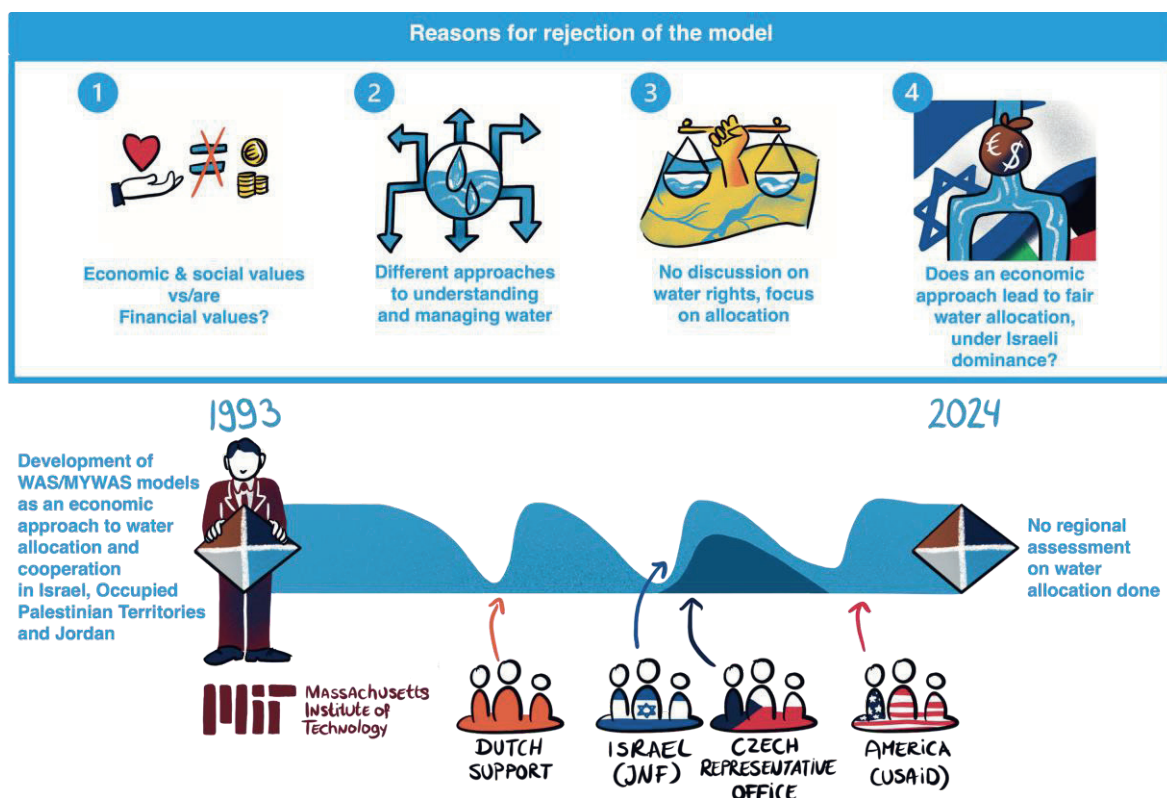 Reasons for rejection of the model
1
2
3
4
€
$
Economic & social values
vs/are
Financial values?
Different approaches
to understanding
and managing water
No discussion on
water rights, focus
on allocation
Does an economic
approach lead to fair
water allocation,
under Israeli
dominance?
1993
2024
Development of
WAS/MYWAS models
as an economic
approach to water
allocation and
cooperation
in Israel, Occupied
Palestinian Territories
and Jordan
No regional
assessment
on water
allocation done
MiT
MASSACHUSETTS
INSTITUTE OF
TECHNOLOGY
DUTCH
SUPPORT
ISRAEL
(JNF)
CZECH
REPRESENTATIVE
OFFICE
AMERICA
(USAiD)